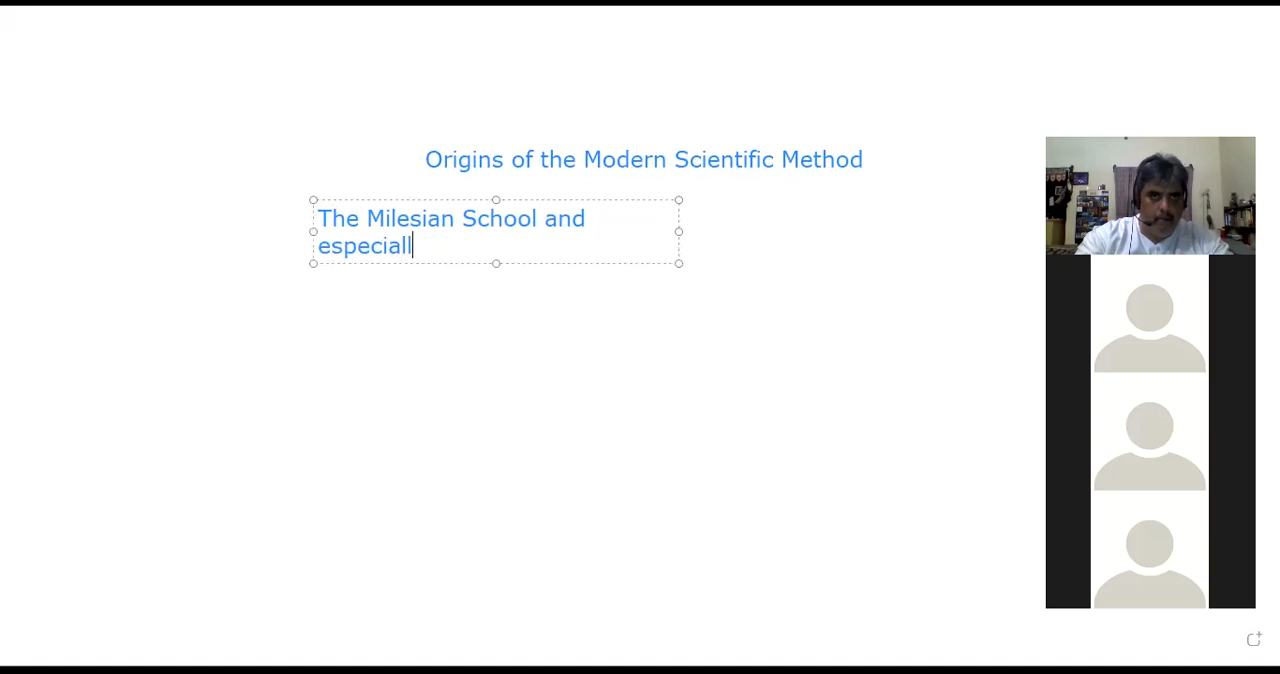 Origins of the Modern Scientific Method
The Milesian School and
especiall